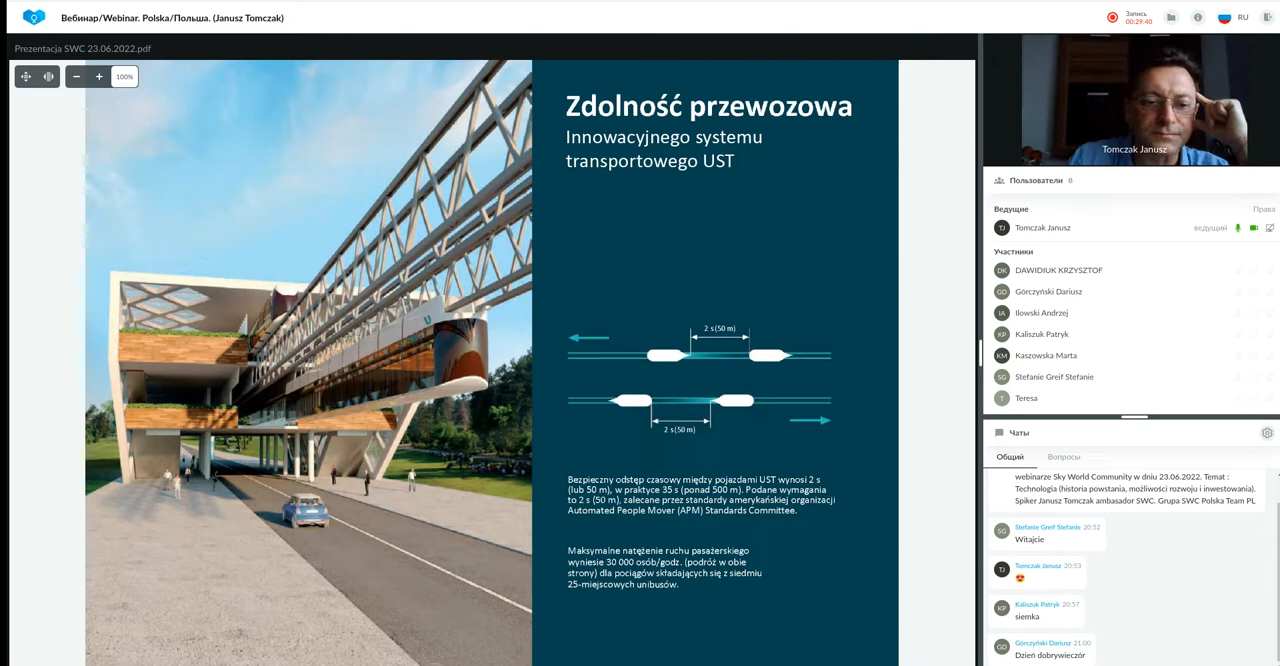 Вебинар/Webinar. Polska/Польша. (Janusz Tomczak)
Запись
00:29:40
RU
Prezentacja SWC 23.06.2022.pdf
100%
Zdolność przewozowa
Innowacyjnego systemu
transportowego UST
2 s (50 m)
2 s (50 m)
Bezpieczny odstęp czasowy między pojazdami UST wynosi 2 s
(lub 50 m), w praktyce 35 s (ponad 500 m). Podane wymagania
to 2 s (50 m), zalecane przez standardy amerykańskiej organizacji
Automated People Mover (APM) Standards Committee.
Maksymalne natężenie ruchu pasażerskiego
wyniesie 30 000 osób/godz. (podróż w obie
strony) dla pociągów składających się z siedmiu
25-miejscowych unibusów.
Tomczak Janusz
Пользователи 8
Ведущие Права
TJ Tomczak Janusz ведущий
Участники
DK DAWIDIUK KRZYSZTOF
GD Górczyński Dariusz
IA Ilowski Andrzej
KP Kaliszuk Patryk
KM Kaszowska Marta
SG Stefanie Greif Stefanie
T Teresa
Чаты
Общий Вопросы
webinarze Sky World Community w dniu 23.06.2022. Temat :
Technologia (historia powstania, możliwości rozwoju i inwestowania).
Spiker Janusz Tomczak ambasador SWC. Grupa SWC Polska Team PL
SG Stefanie Greif Stefanie 20:52
Witajcie
TJ Tomczak Janusz 20:53
😍
KP Kaliszuk Patryk 20:57
siemka
GD Górczyński Dariusz 21:00
Dzień dobrywieczór